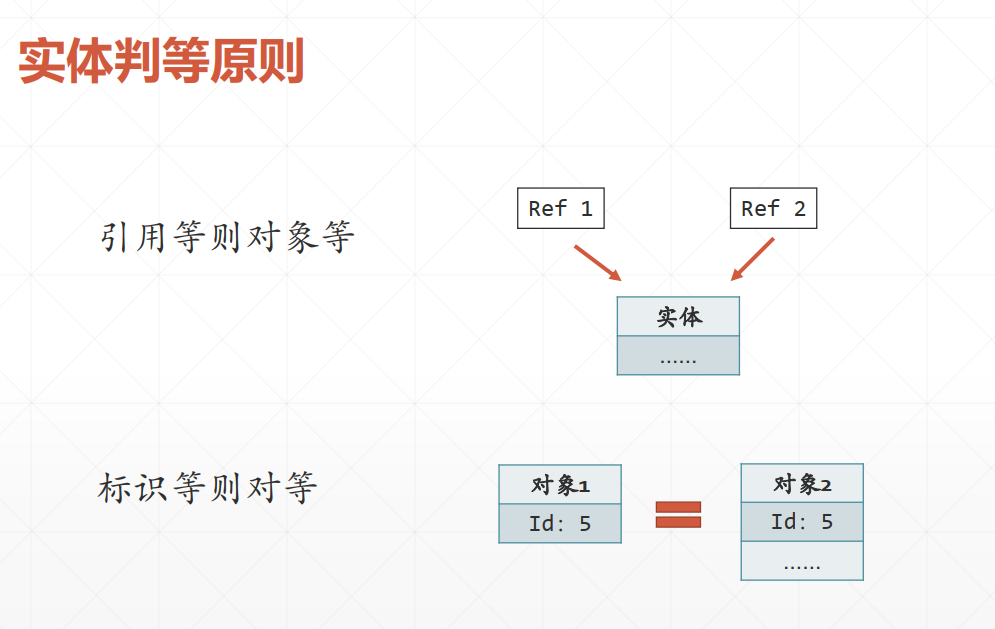 实体判等原则
引用等则对象等
Ref 1
Ref 2
实体
......
标识等则对等
对象1
Id: 5
对象2
Id: 5
......